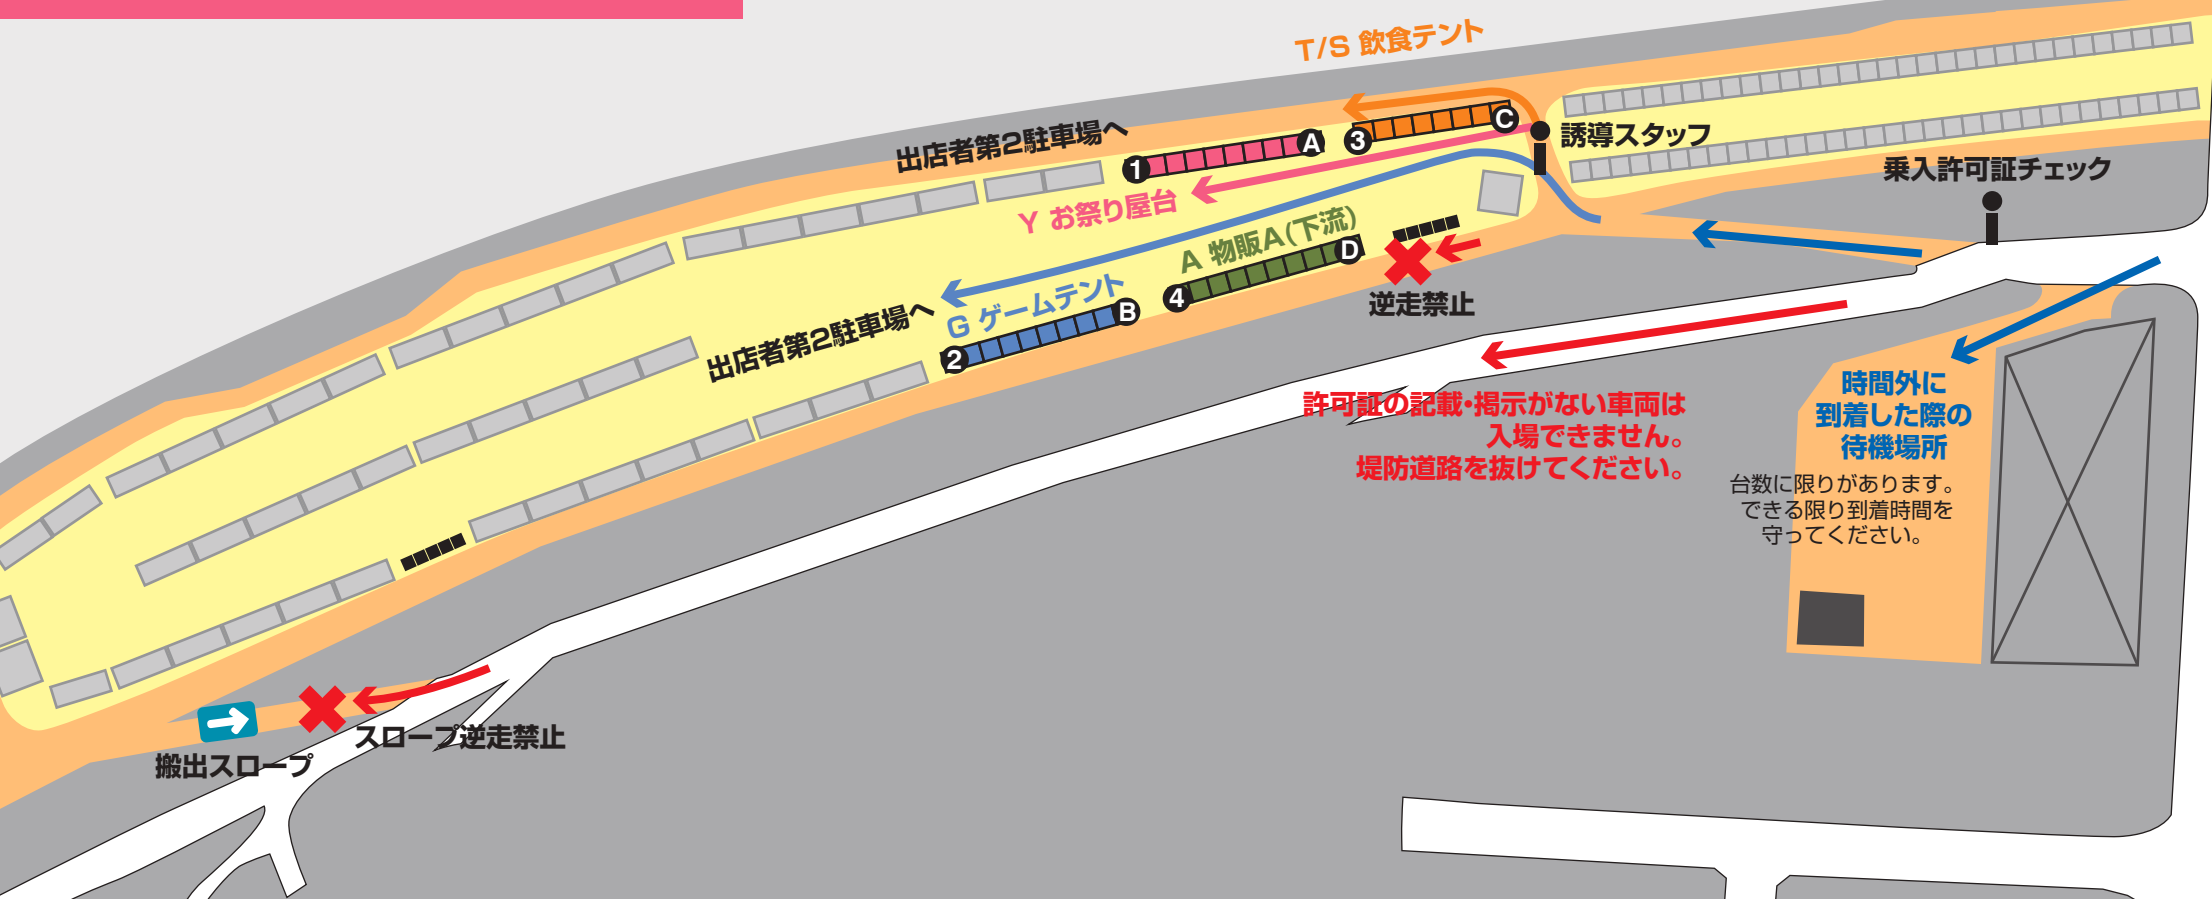 T/S 飲食テント
出店者第2駐車場へ
1
A
3
C
誘導スタッフ
乗入許可証チェック
Y お祭り屋台
A 物販A(下流)
4
D
逆走禁止
出店者第2駐車場へ
G ゲームテント
2
B
許可証の記載・掲示がない車両は
入場できません。
堤防道路を抜けてください。
時間外に
到着した際の
待機場所
台数に限りがあります。
できる限り到着時間を
守ってください。
スロープ逆走禁止
搬出スロープ